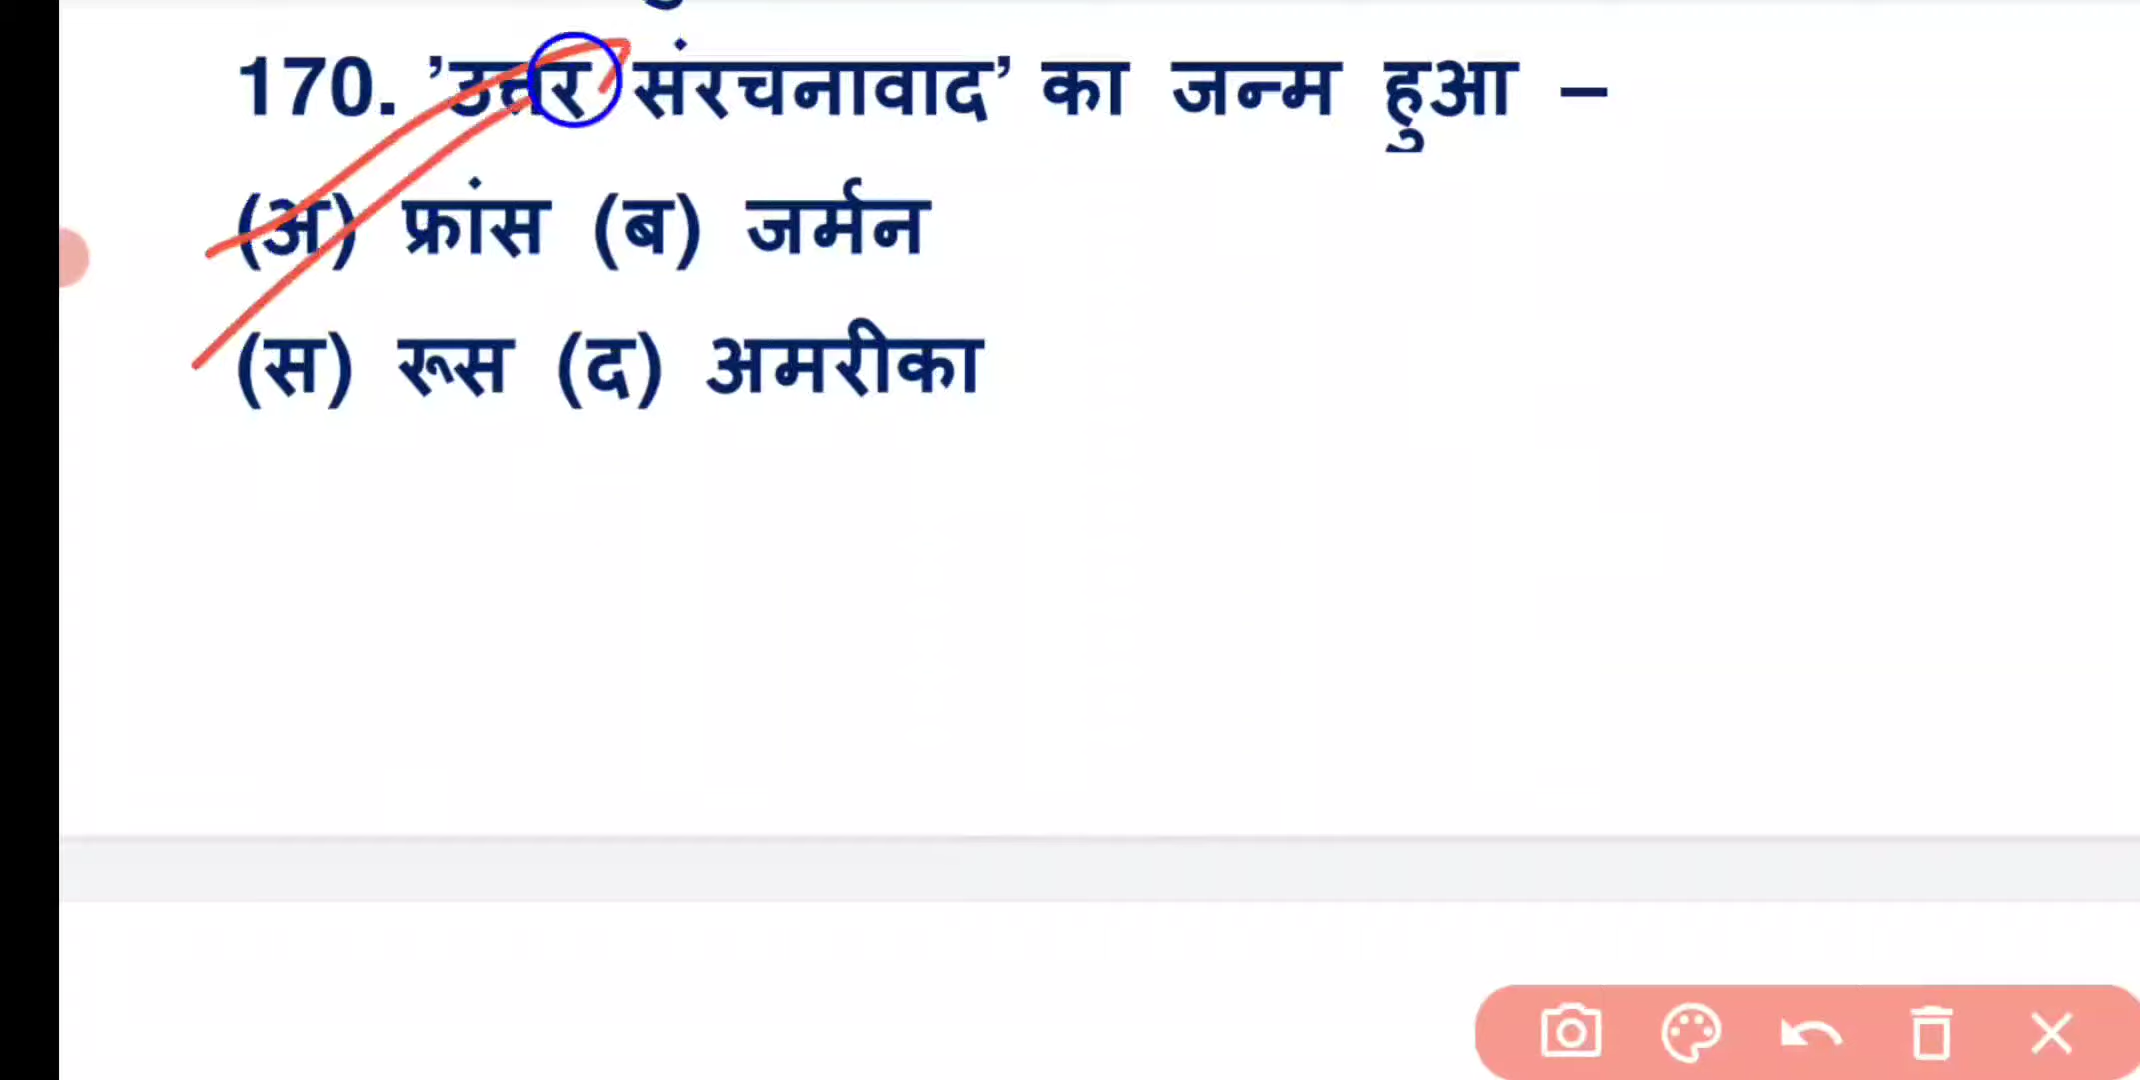 170. ’उत्तर संरचनावाद’ का जन्म हुआ –
(अ) फ्रांस (ब) जर्मन
(स) रूस (द) अमरीका